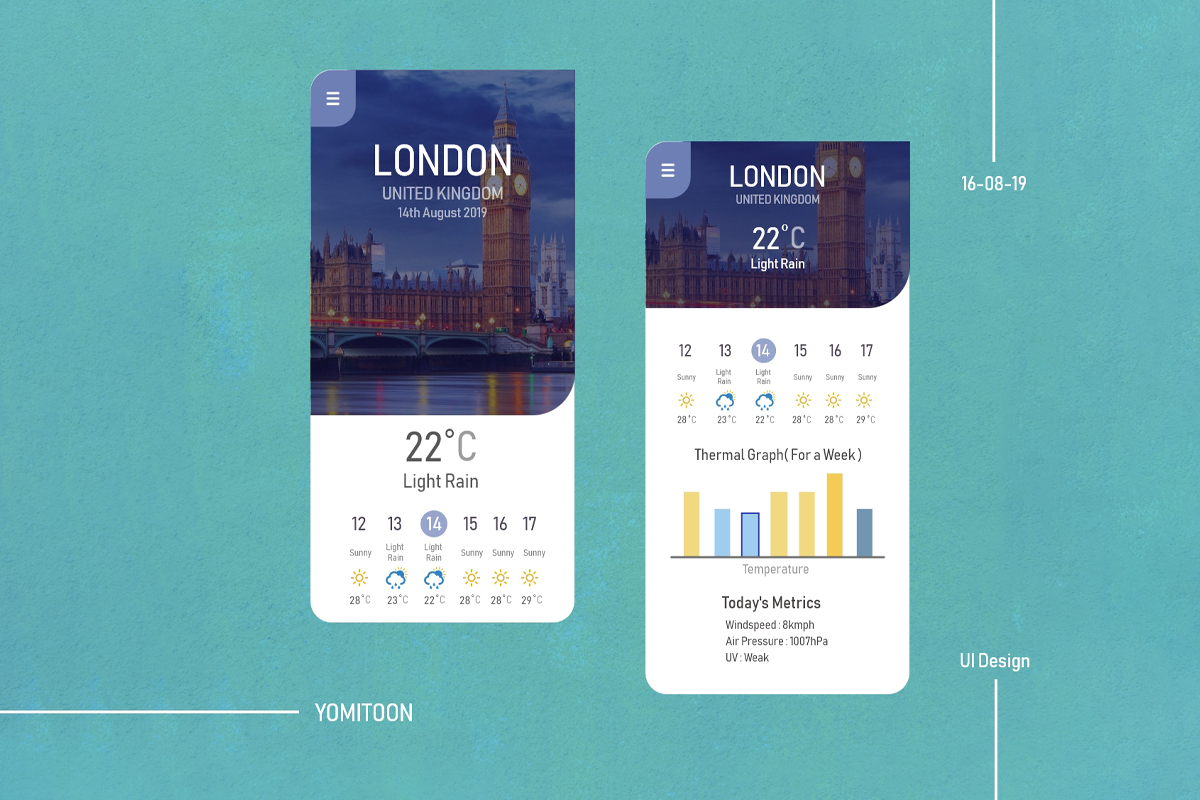 LONDON
UNITED KINGDOM
14th August 2019
22°C
Light Rain
12 13 14 15 16 17
Sunny Light Rain Light Rain Sunny Sunny Sunny
28°C 23°C 22°C 28°C 28°C 29°C
LONDON
UNITED KINGDOM
22°C
Light Rain
12 13 14 15 16 17
Sunny Light Rain Light Rain Sunny Sunny Sunny
28°C 23°C 22°C 28°C 28°C 29°C
Thermal Graph( For a Week )
Temperature
Today's Metrics
Windspeed : 8kmph
Air Pressure : 1007hPa
UV : Weak
16-08-19
UI Design
YOMITOON